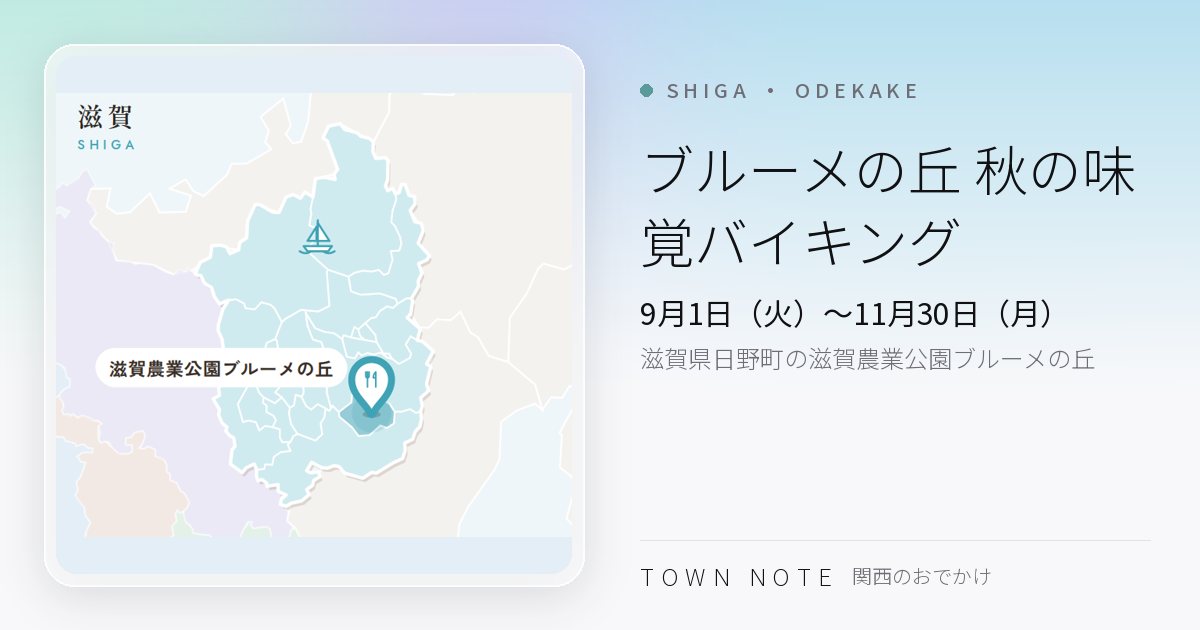 滋賀
SHIGA
滋賀農業公園ブルーメの丘
SHIGA • ODEKAKE
ブルーメの丘 秋の味
覚バイキング
9月1日（火）〜11月30日（月）
滋賀県日野町の滋賀農業公園ブルーメの丘
TOWN NOTE 関西のおでかけ